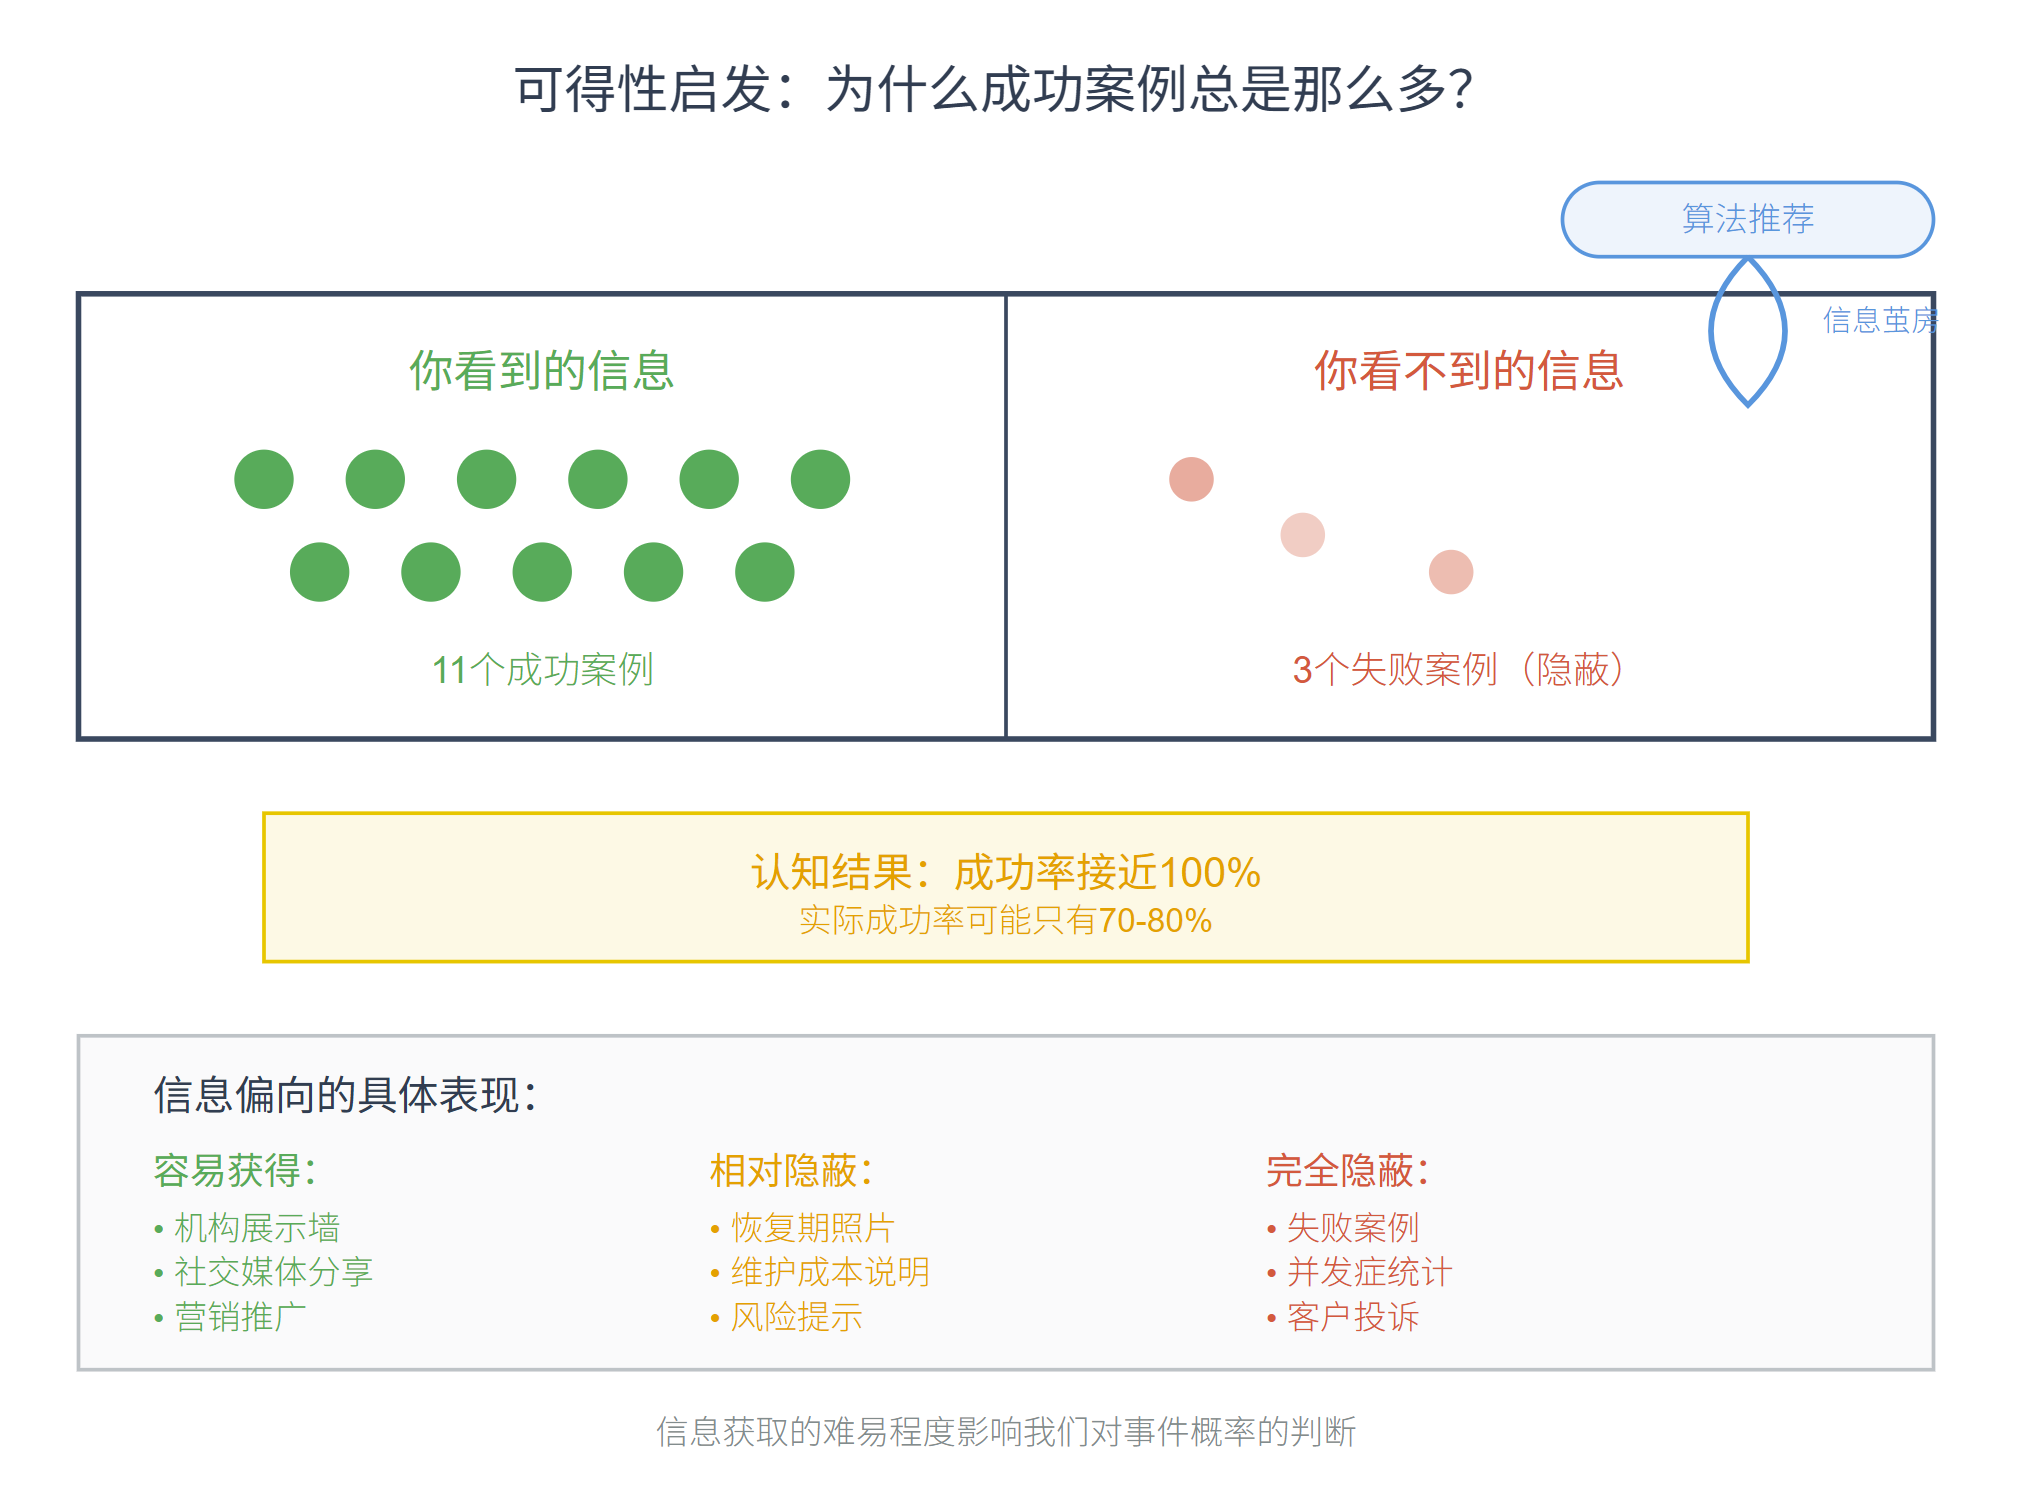 可得性启发：为什么成功案例总是那么多？
算法推荐
信息茧房
你看到的信息
你看不到的信息
11个成功案例
3个失败案例（隐蔽）
认知结果：成功率接近100%
实际成功率可能只有70-80%
信息偏向的具体表现：
容易获得：
• 机构展示墙
• 社交媒体分享
• 营销推广
相对隐蔽：
• 恢复期照片
• 维护成本说明
• 风险提示
完全隐蔽：
• 失败案例
• 并发症统计
• 客户投诉
信息获取的难易程度影响我们对事件概率的判断